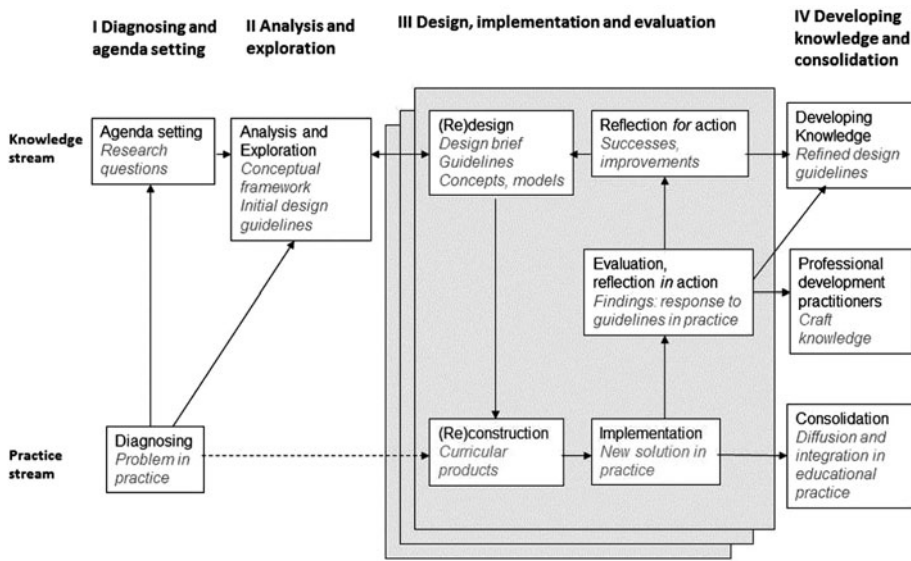 I Diagnosing and
agenda setting
II Analysis and
exploration
III Design, implementation and evaluation
IV Developing
knowledge and
consolidation
Knowledge
stream
Agenda setting
Research
questions
Analysis and
Exploration
Conceptual
framework
Initial design
guidelines
(Re)design
Design brief
Guidelines
Concepts, models
Reflection for action
Successes,
improvements
Developing
Knowledge
Refined design
guidelines
Evaluation,
reflection in action
Findings: response to
guidelines in practice
Professional
development
practitioners
Craft
knowledge
Practice
stream
Diagnosing
Problem in
practice
(Re)construction
Curricular
products
Implementation
New solution in
practice
Consolidation
Diffusion and
integration in
educational
practice